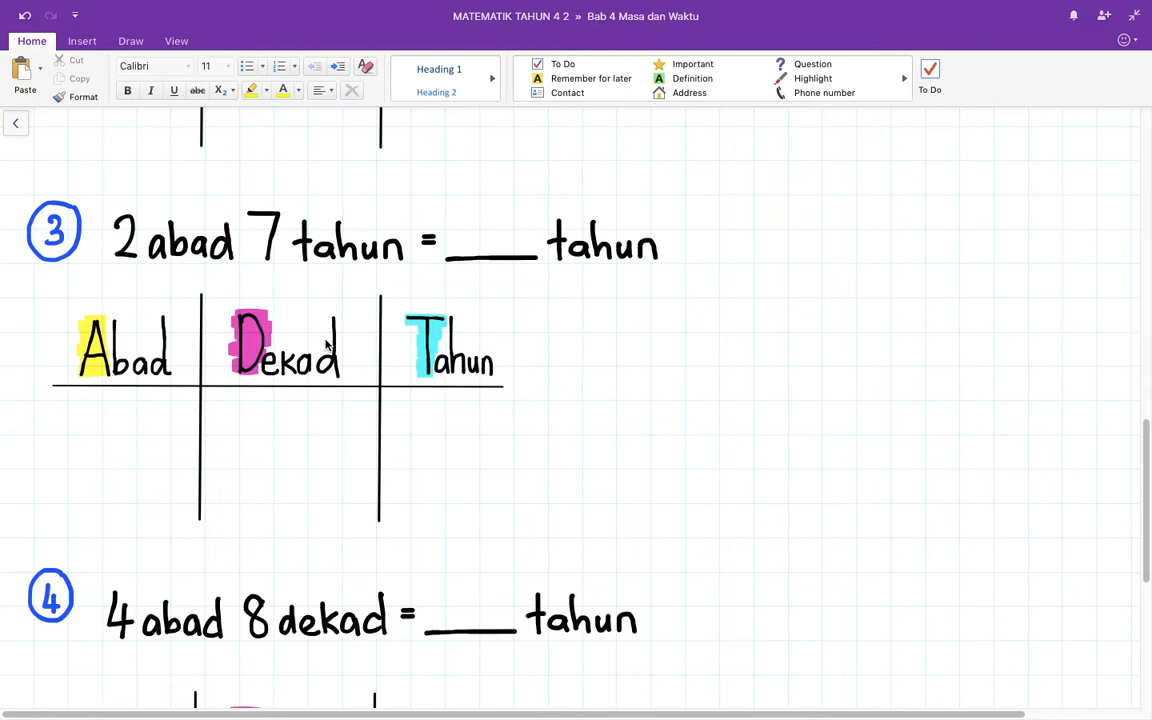 MATEMATIK TAHUN 4 2 » Bab 4 Masa dan Waktu
Home Insert Draw View
Paste
Cut
Copy
Format
Calibri 11
B I U abc X₂ A
Heading 1
Heading 2
To Do Important Question
Remember for later Definition Highlight
Contact Address Phone number
To Do
3 2 abad 7 tahun = ____ tahun
Abad Dekad Tahun
4 4 abad 8 dekad = ____ tahun